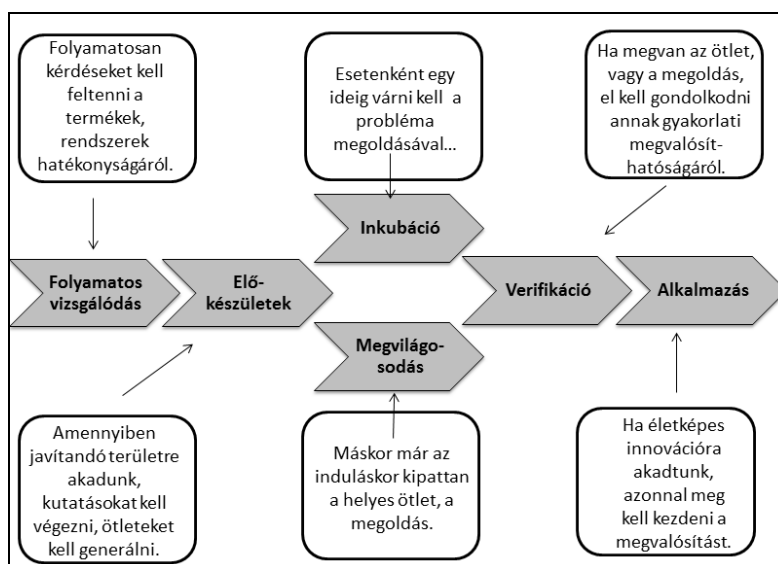 Folyamatosan
kérdéseket kell
feltenni a
termékek,
rendszerek
hatékonyságáról.
Esetenként egy
ideig várni kell a
probléma
megoldásával...
Ha megvan az ötlet,
vagy a megoldás,
el kell gondolkodni
annak gyakorlati
megvalósít-
hatóságáról.
Folyamatos
vizsgálódás
Elő-
készületek
Inkubáció
Megvilágo-
sodás
Verifikáció
Alkalmazás
Amennyiben
javítandó területre
akadunk,
kutatásokat kell
végezni, ötleteket
kell generálni.
Máskor már az
induláskor kipattan
a helyes ötlet, a
megoldás.
Ha életképes
innovációra
akadtunk,
azonnal meg
kell kezdeni a
megvalósítást.